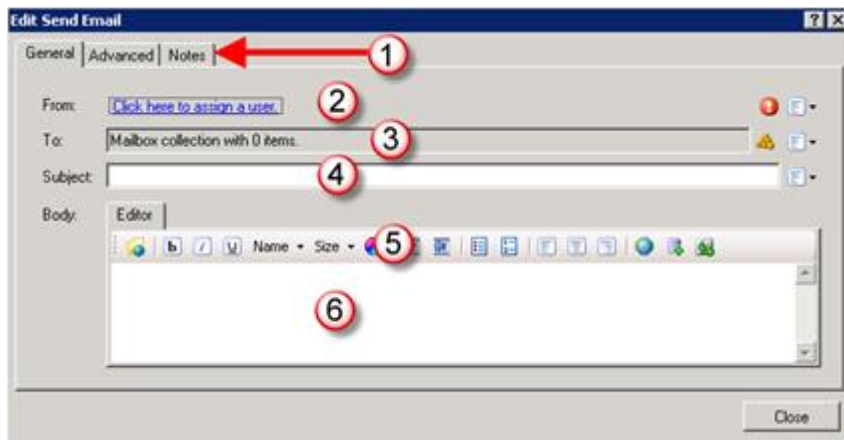 Edit Send Email
General Advanced Notes 1
From: Click here to assign a user. 2
To: Mailbox collection with 0 items. 3
Subject: 4
Body: Editor
b i u Name Size 5
6
Close